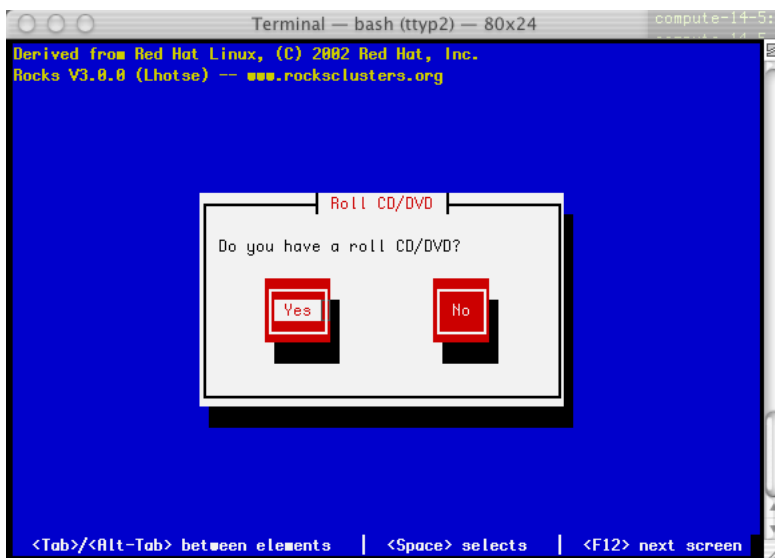 Terminal — bash (ttyp2) — 80x24
compute-14-5:
Derived from Red Hat Linux, (C) 2002 Red Hat, Inc.
Rocks V3.0.0 (Lhotse) -- www.rocksclusters.org
Roll CD/DVD
Do you have a roll CD/DVD?
Yes No
<Tab>/<Alt-Tab> between elements | <Space> selects | <F12> next screen